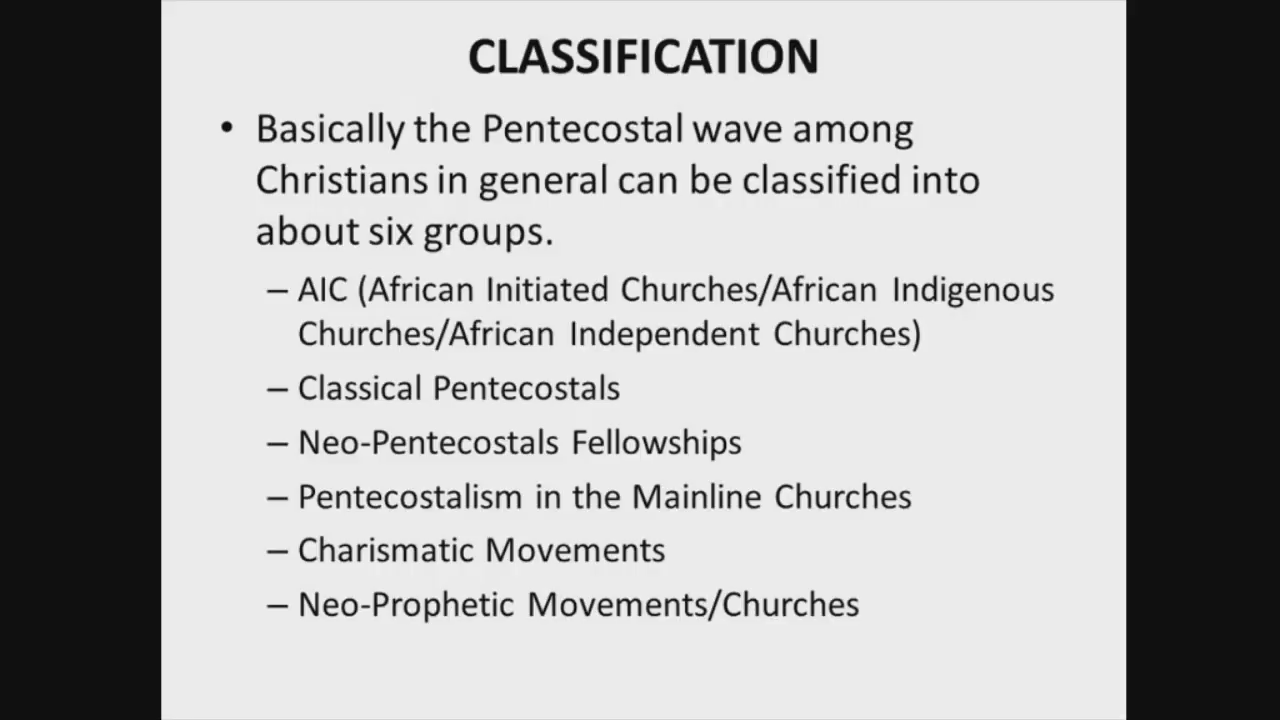 CLASSIFICATION
• Basically the Pentecostal wave among
Christians in general can be classified into
about six groups.
– AIC (African Initiated Churches/African Indigenous
Churches/African Independent Churches)
– Classical Pentecostals
– Neo-Pentecostals Fellowships
– Pentecostalism in the Mainline Churches
– Charismatic Movements
– Neo-Prophetic Movements/Churches